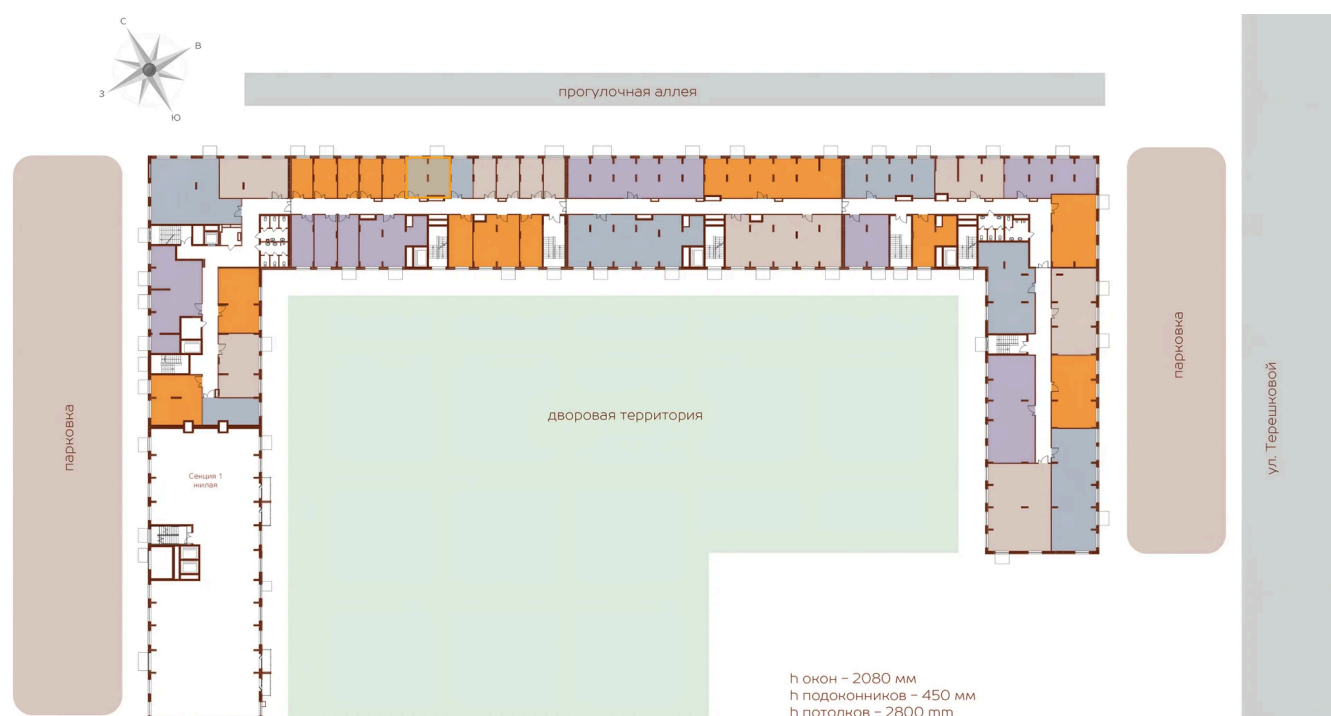 С
В
З
Ю
прогулочная аллея
парковка
дворовая территория
парковка
ул. Терешковой
Секция 1
жилая
h окон – 2080 мм
h подоконников – 450 мм
h потолков – 2800 mm